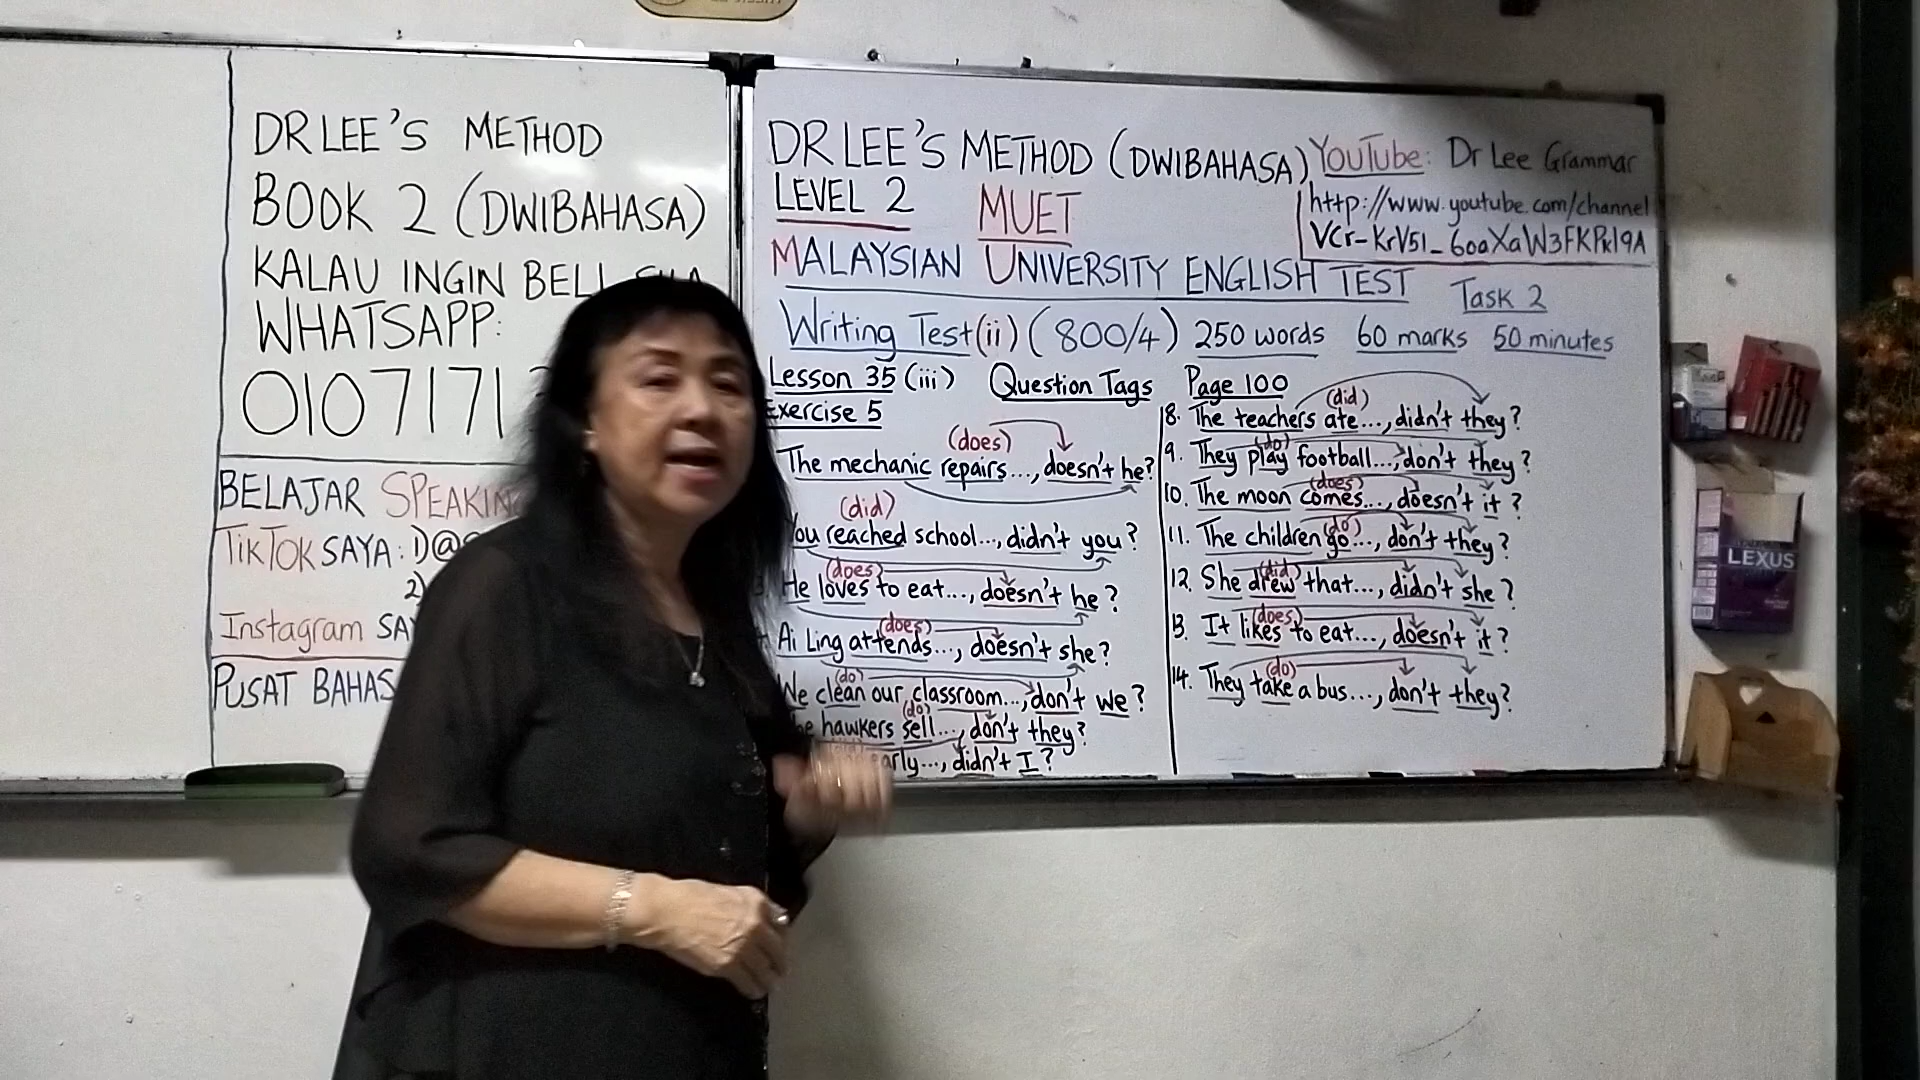 DR LEE'S METHOD
BOOK 2 (DWIBAHASA)
KALAU INGIN BELI
WHATSAPP:
0107171
BELAJAR SPEAKING
TIKTOK SAYA: 1)@
2)
Instagram SAY
PUSAT BAHAS
DR LEE'S METHOD (DWIBAHASA)
LEVEL 2 MUET
MALAYSIAN UNIVERSITY ENGLISH TEST
YouTube: Dr Lee Grammar
http://www.youtube.com/channel
Task 2
Writing Test(ii) (800/4) 250 words 60 marks 50 minutes
Lesson 35 (iii) Question Tags Page 100
Exercise 5
(does)
The mechanic repairs..., doesn't he?
(did)
You reached school..., didn't you?
(does)
He loves to eat..., doesn't he?
(does)
Ai Ling attends..., doesn't she?
(do)
We clean our classroom..., don't we?
(do)
he hawkers sell..., don't they?
early..., didn't I?
(did)
8. The teachers ate..., didn't they?
(do)
9. They play football..., don't they?
(does)
10. The moon comes..., doesn't it?
(do)
11. The children go..., don't they?
(did)
12. She drew that..., didn't she?
(does)
13. It likes to eat..., doesn't it?
(do)
14. They take a bus..., don't they?
LEXUS